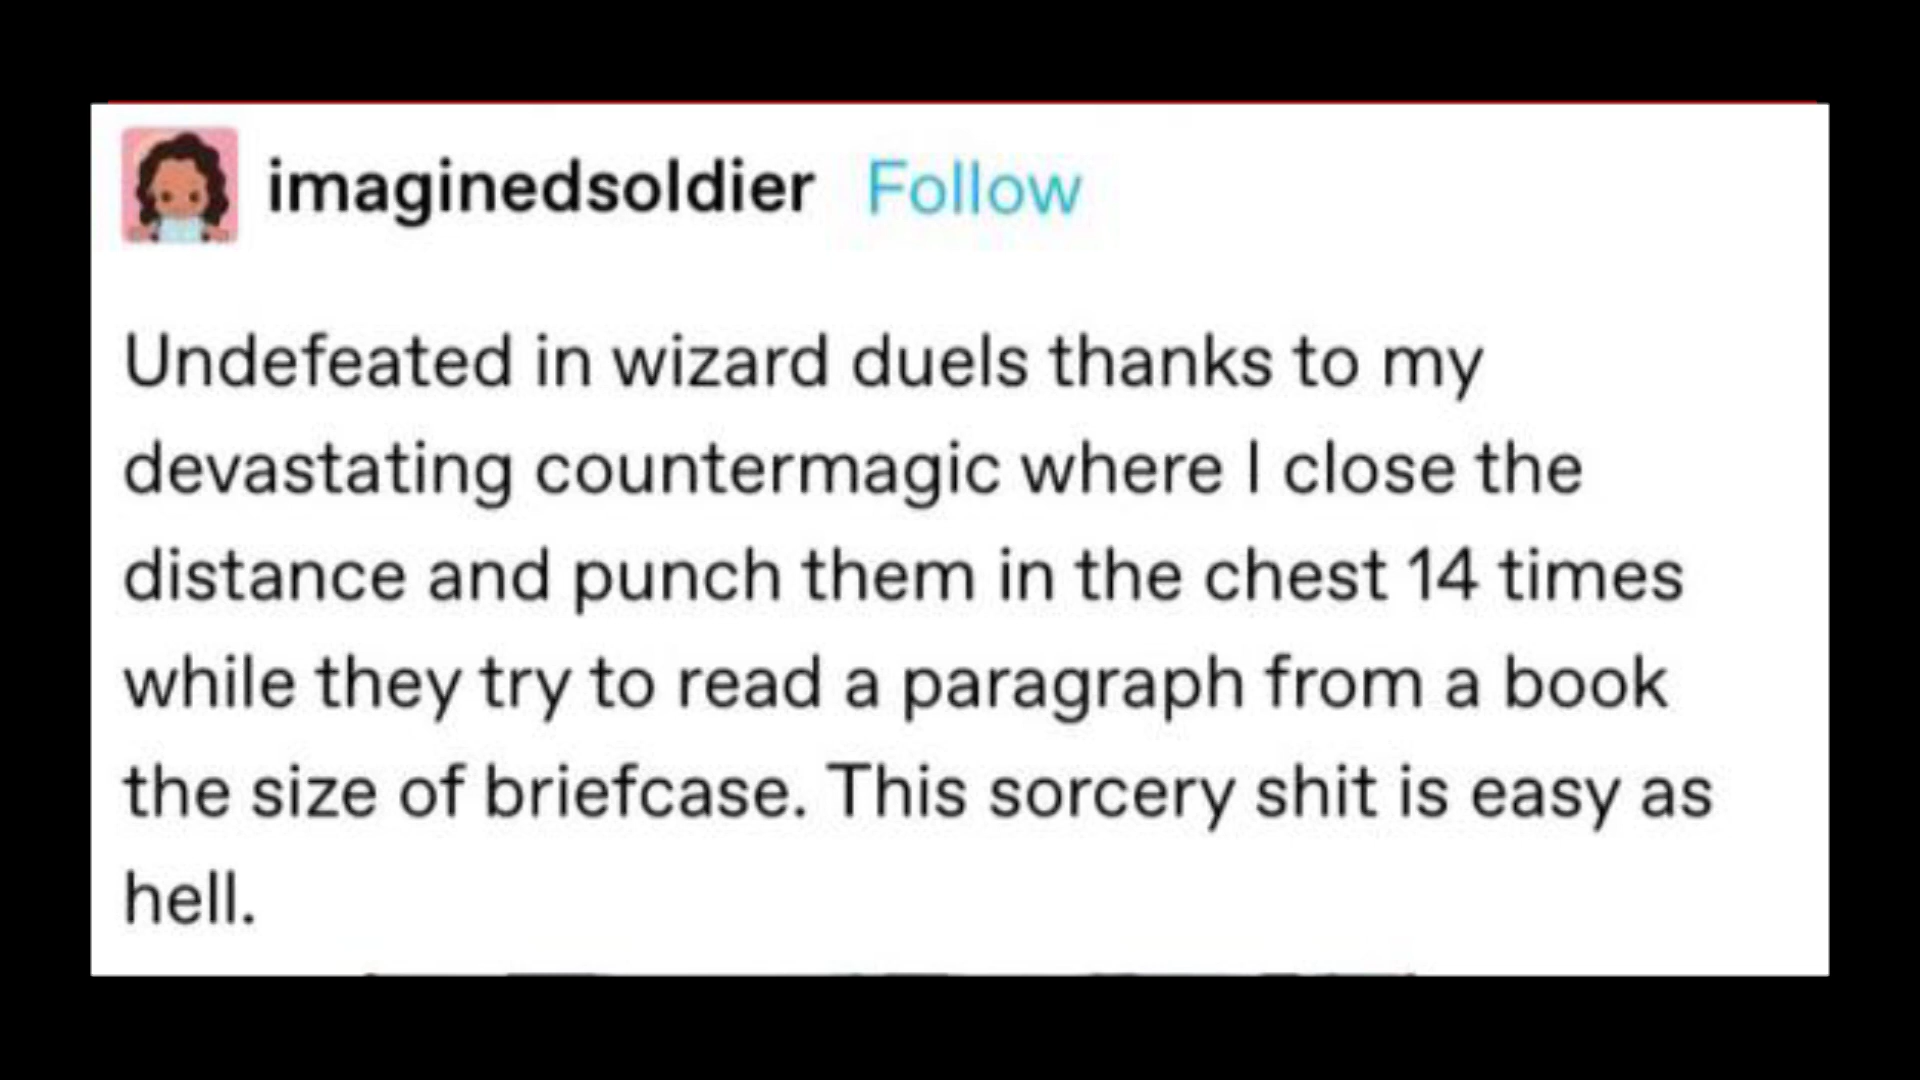 imaginedsoldier Follow
Undefeated in wizard duels thanks to my
devastating countermagic where I close the
distance and punch them in the chest 14 times
while they try to read a paragraph from a book
the size of briefcase. This sorcery shit is easy as
hell.